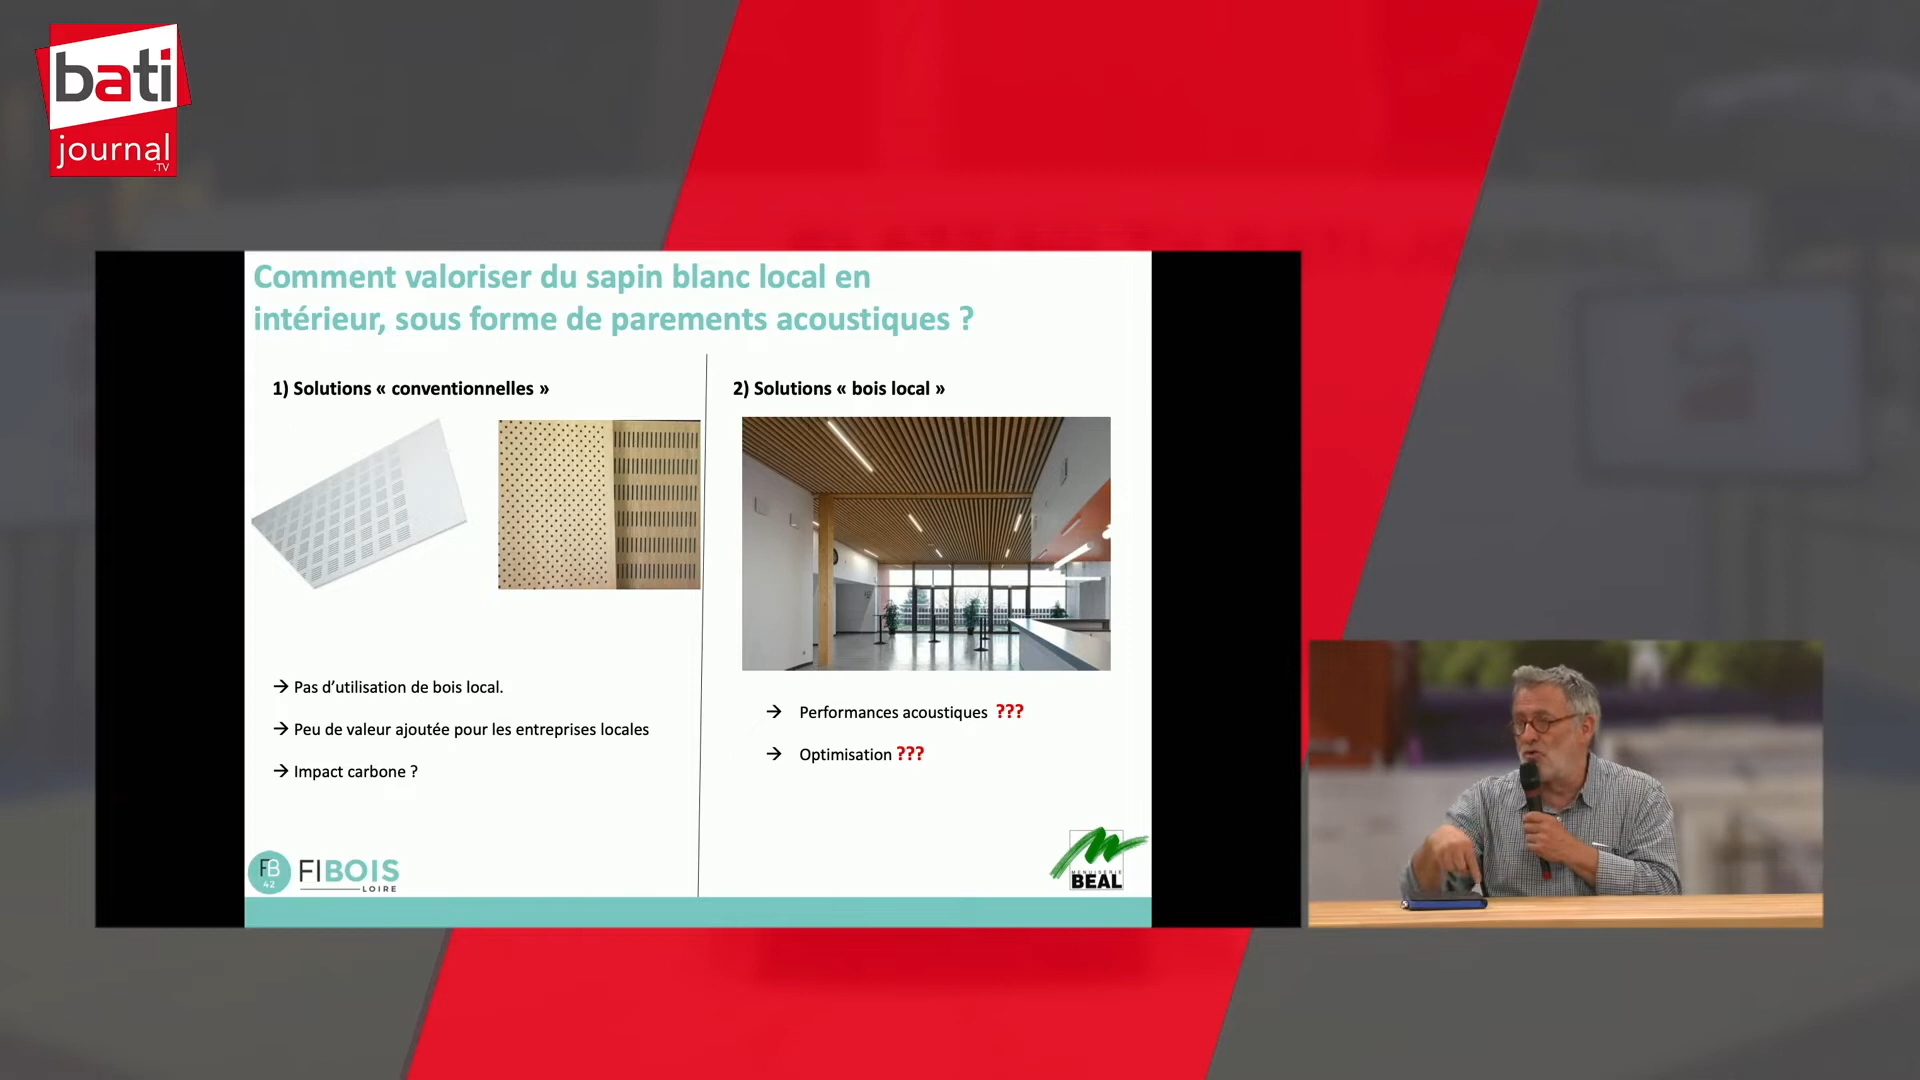 bati
journal
.TV
Comment valoriser du sapin blanc local en
intérieur, sous forme de parements acoustiques ?
1) Solutions « conventionnelles »
2) Solutions « bois local »
→ Pas d’utilisation de bois local.
→ Peu de valeur ajoutée pour les entreprises locales
→ Impact carbone ?
→ Performances acoustiques ???
→ Optimisation ???
FB
42
FIBOIS
LOIRE
MENUISERIE
BEAL